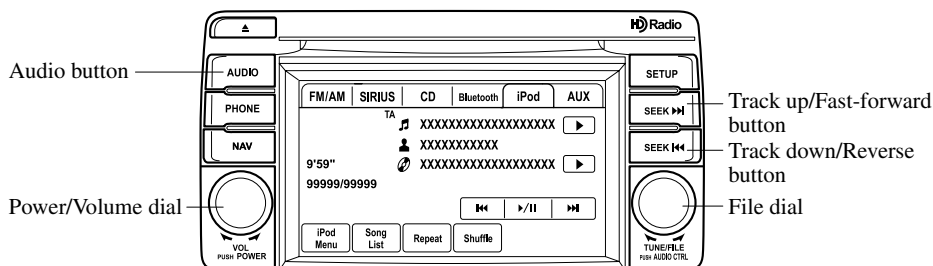 HD Radio
Audio button
AUDIO
SETUP
FM/AM SIRIUS CD Bluetooth iPod AUX
PHONE
SEEK
Track up/Fast-forward
button
TA
XXXXXXXXXXXXXXXXXXX
XXXXXXXXXXX
NAV
SEEK
Track down/Reverse
button
9'59"
XXXXXXXXXXXXXXXXXXX
99999/99999
Power/Volume dial
File dial
iPod
Menu
Song
List
Repeat
Shuffle
VOL
PUSH POWER
TUNE/FILE
PUSH AUDIO CTRL